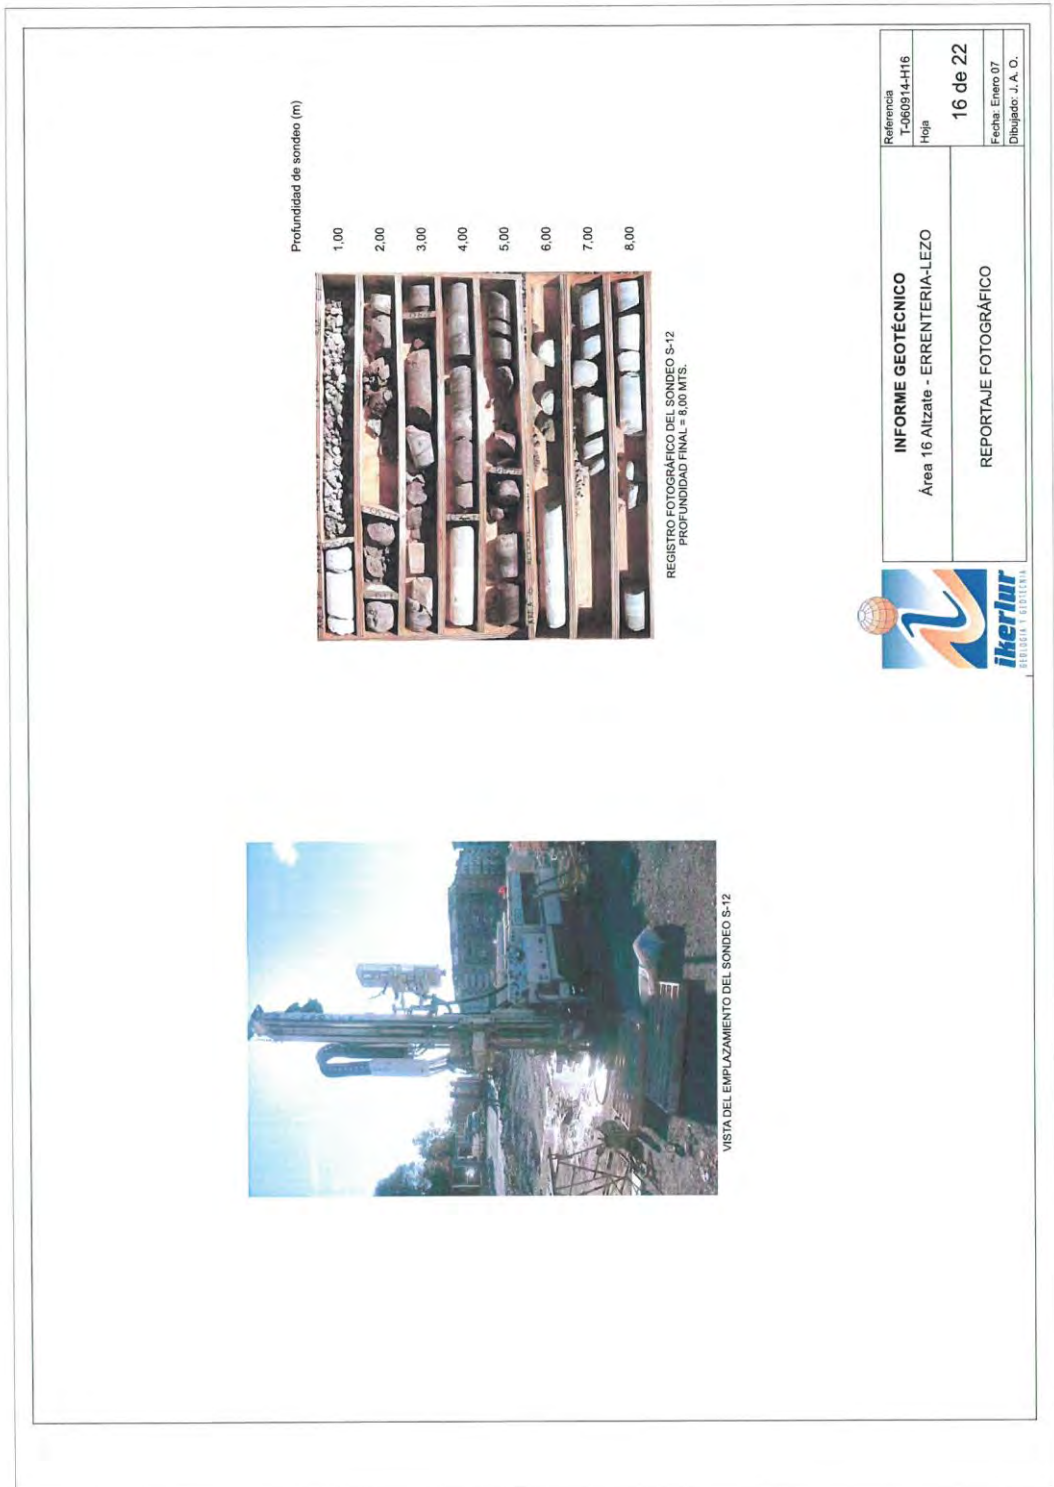 Profundidad de sondeo (m)
1,00
2,00
3,00
4,00
5,00
6,00
7,00
8,00
VISTA DEL EMPLAZAMIENTO DEL SONDEO S-12
REGISTRO FOTOGRÁFICO DEL SONDEO S-12
PROFUNDIDAD FINAL = 8,00 MTS.
ikerlur
GEOLOGIA Y GEOTECNIA
INFORME GEOTÉCNICO
Área 16 Altzate - ERRENTERIA-LEZO
REPORTAJE FOTOGRÁFICO
Referencia
T-060914-H16
Hoja
16 de 22
Fecha: Enero 07
Dibujado: J. A. O.